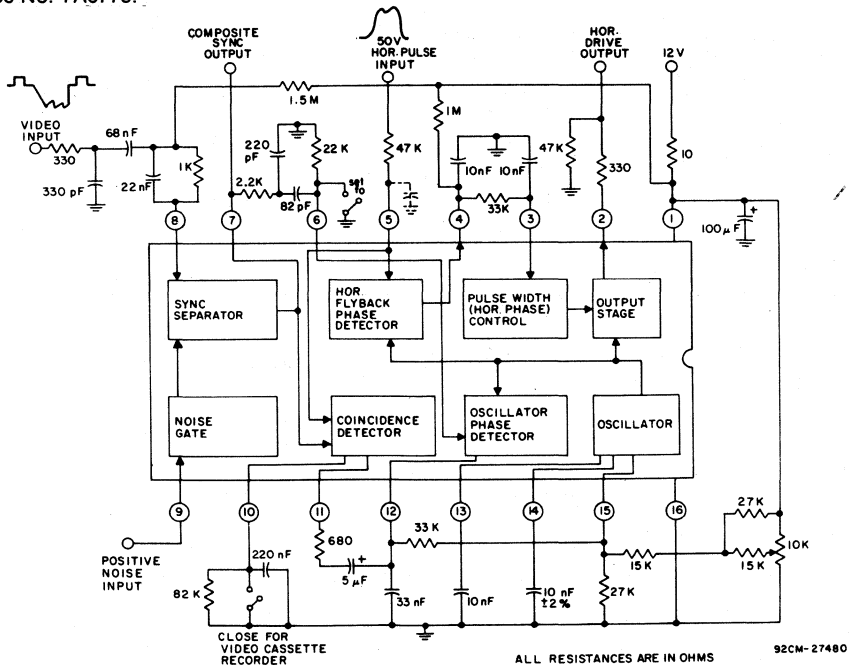 COMPOSITE
SYNC
OUTPUT
50V
HOR. PULSE
INPUT
HOR.
DRIVE
OUTPUT
12 V
1.5 M
1M
VIDEO
INPUT
68 nF
330
330 pF
22 nF
1K
220
pF
22 K
2.2K
82 pF
set
fo
47 K
10nF
10nF
33K
47K
330
10
100 µF
+
8
7
6
5
4
3
2
1
SYNC
SEPARATOR
HOR.
FLYBACK
PHASE
DETECTOR
PULSE WIDTH
(HOR. PHASE)
CONTROL
OUTPUT
STAGE
NOISE
GATE
COINCIDENCE
DETECTOR
OSCILLATOR
PHASE
DETECTOR
OSCILLATOR
9
10
11
12
13
14
15
16
POSITIVE
NOISE
INPUT
82 K
220 nF
680
5 µF
+
33 K
33 nF
10nF
10 nF
±2%
27K
15K
27K
15K
10K
CLOSE FOR
VIDEO CASSETTE
RECORDER
ALL RESISTANCES ARE IN OHMS
92CM-27480